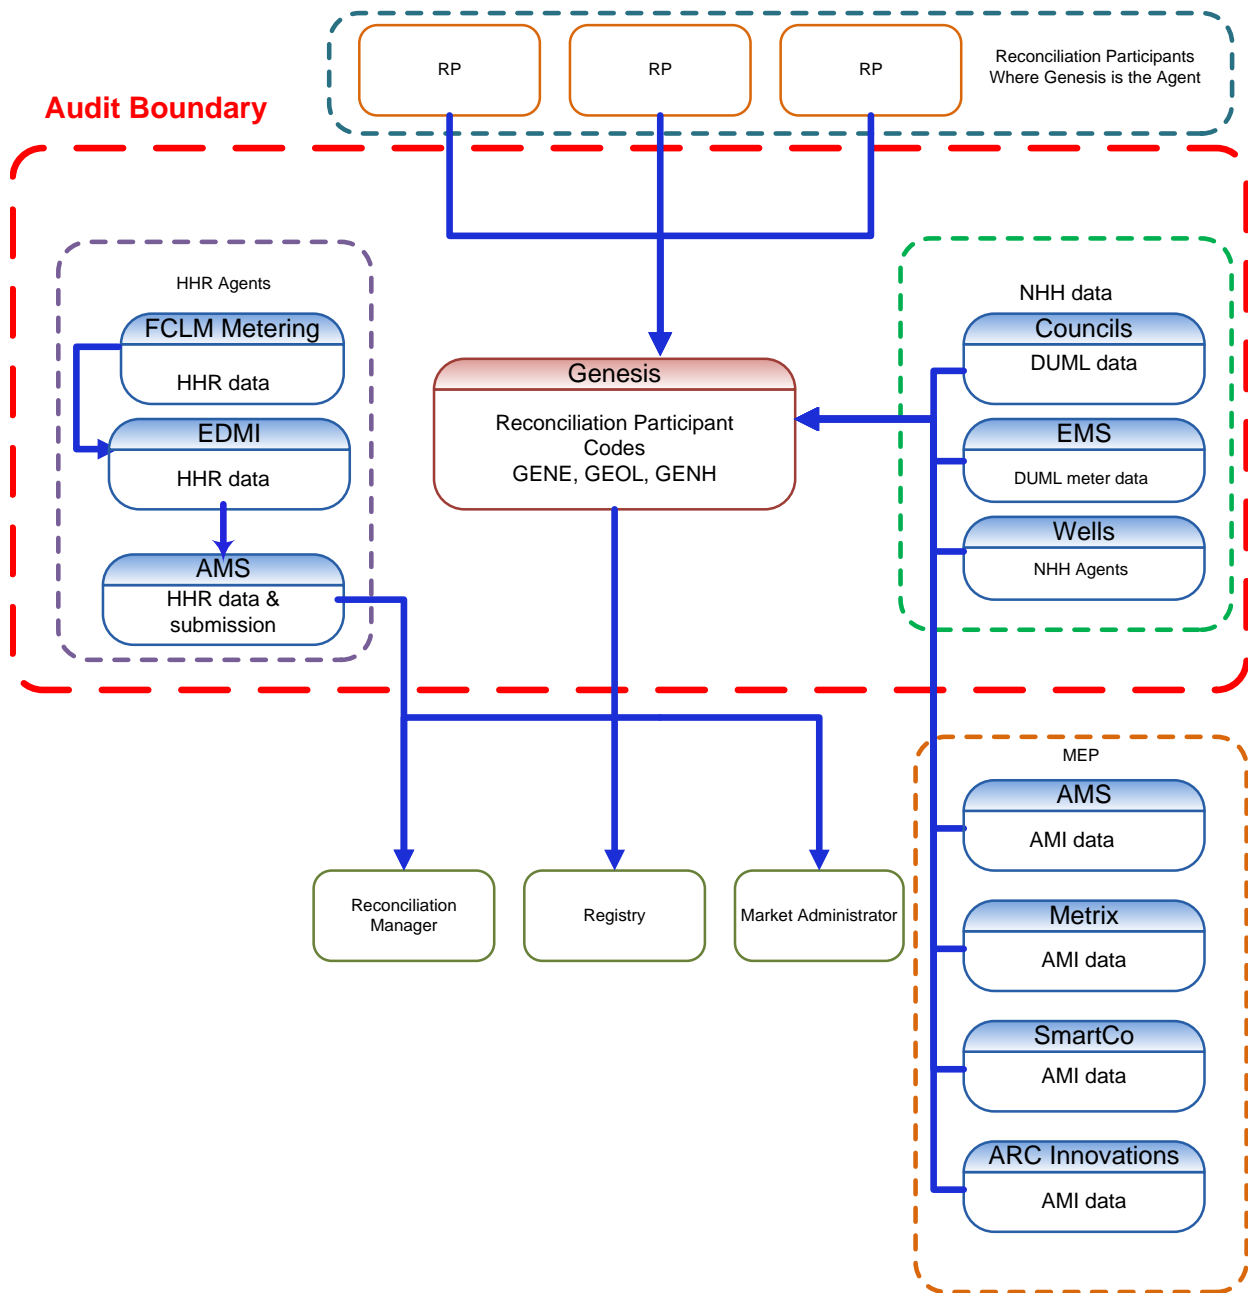 RP
RP
RP
Reconciliation Participants
Where Genesis is the Agent
Audit Boundary
HHR Agents
FCLM Metering
HHR data
EDMI
HHR data
AMS
HHR data &
submission
Genesis
Reconciliation Participant
Codes
GENE, GEOL, GENH
NHH data
Councils
DUML data
EMS
DUML meter data
Wells
NHH Agents
MEP
AMS
AMI data
Metrix
AMI data
SmartCo
AMI data
ARC Innovations
AMI data
Reconciliation
Manager
Registry
Market Administrator